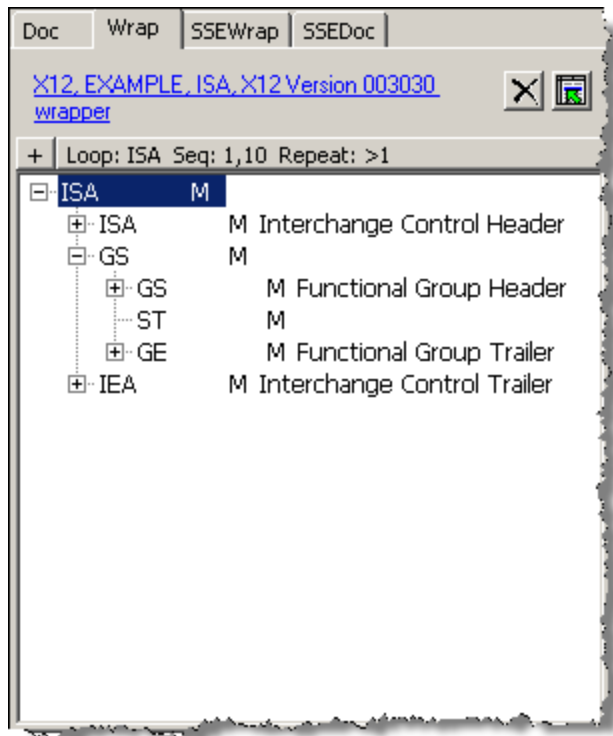 Doc Wrap SSEWrap SSEDoc
X12, EXAMPLE, ISA, X12 Version 003030
wrapper
+ Loop: ISA Seq: 1,10 Repeat: >1
ISA M
ISA M Interchange Control Header
GS M
GS M Functional Group Header
ST M
GE M Functional Group Trailer
IEA M Interchange Control Trailer